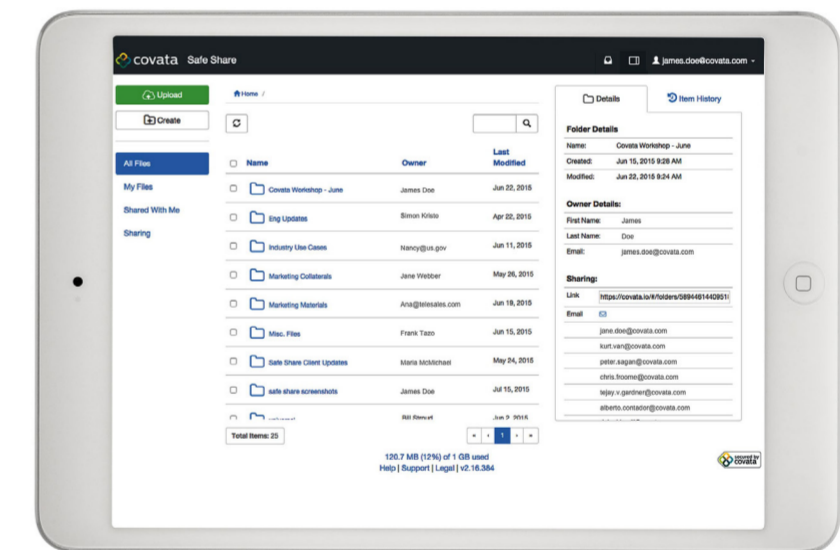 covata Safe Share
james.doe@covata.com
Upload
Create
All Files
My Files
Shared With Me
Sharing
Home /
Name Owner Last Modified
Covata Workshop - June James Doe Jun 22, 2015
Eng Updates Simon Kriste Apr 22, 2015
Industry Use Cases Nancy@us.gov Jun 11, 2015
Marketing Collaterals Jane Webber May 26, 2015
Marketing Materials Ana@telesales.com Jun 19, 2015
Misc. Files Frank Tazo Jun 15, 2015
Safe Share Client Updates Maria McMichael May 24, 2015
safe share screenshots James Doe Jul 15, 2015
Jun 2, 2015
Total Items: 25
« ‹ 1 › »
120.7 MB (12%) of 1 GB used
Help | Support | Legal | v2.16.384
Details
Item History
Folder Details
Name: Covata Workshop - June
Created: Jun 15, 2015 9:26 AM
Modified: Jun 22, 2015 9:24 AM
Owner Details:
First Name: James
Last Name: Doe
Email: james.doe@covata.com
Sharing:
Link
Email
jane.doe@covata.com
kurt.van@covata.com
peter.sagan@covata.com
chris.froome@covata.com
tejay.v.gardner@covata.com
alberto.contador@covata.com
secured by
covata